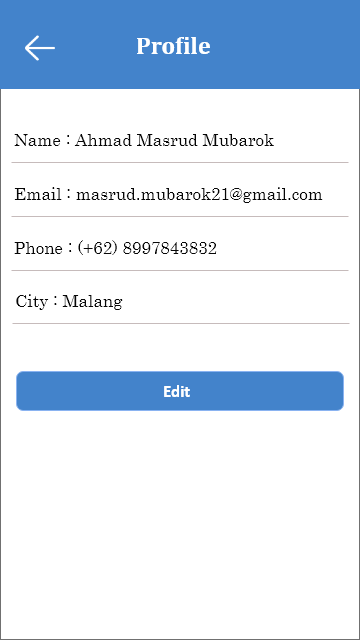 Profile
Name : Ahmad Masrud Mubarok
Email : masrud.mubarok21@gmail.com
Phone : (+62) 8997843832
City : Malang
Edit